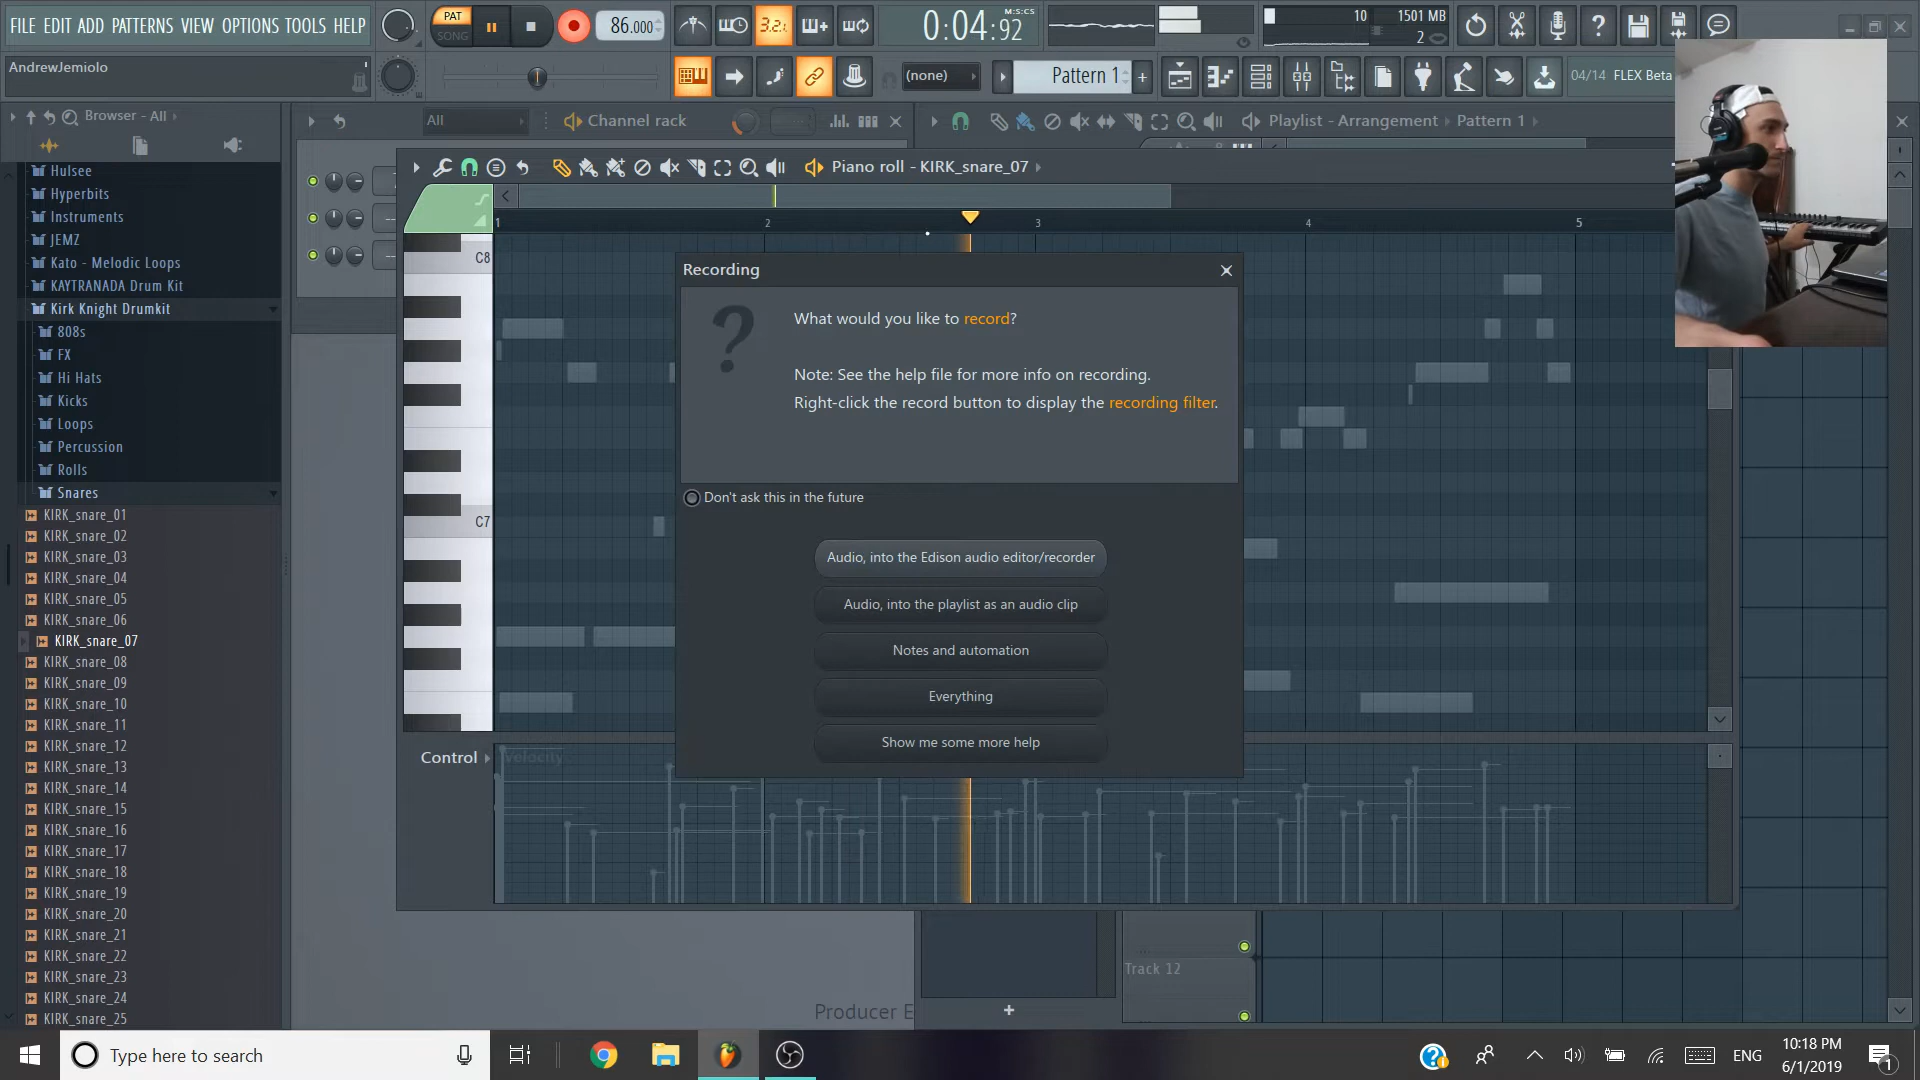 FILE EDIT ADD PATTERNS VIEW OPTIONS TOOLS HELP
PAT
SONG
86.000
3.2.1
0:04:92
M:S:CS
10
1501 MB
2
AndrewJemiolo
(none)
Pattern 1
04/14 FLEX Beta
Browser - All
All
Channel rack
Playlist - Arrangement
Pattern 1
Piano roll - KIRK_snare_07
1
2
3
4
5
C8
C7
Hulsee
Hyperbits
Instruments
JEMZ
Kato - Melodic Loops
KAYTRANADA Drum Kit
Kirk Knight Drumkit
808s
FX
Hi Hats
Kicks
Loops
Percussion
Rolls
Snares
KIRK_snare_01
KIRK_snare_02
KIRK_snare_03
KIRK_snare_04
KIRK_snare_05
KIRK_snare_06
KIRK_snare_07
KIRK_snare_08
KIRK_snare_09
KIRK_snare_10
KIRK_snare_11
KIRK_snare_12
KIRK_snare_13
KIRK_snare_14
KIRK_snare_15
KIRK_snare_16
KIRK_snare_17
KIRK_snare_18
KIRK_snare_19
KIRK_snare_20
KIRK_snare_21
KIRK_snare_22
KIRK_snare_23
KIRK_snare_24
KIRK_snare_25
Recording
What would you like to record?
Note: See the help file for more info on recording.
Right-click the record button to display the recording filter.
Don't ask this in the future
Audio, into the Edison audio editor/recorder
Audio, into the playlist as an audio clip
Notes and automation
Everything
Show me some more help
Control
Velocity
Track 12
Producer E
Type here to search
ENG
10:18 PM
6/1/2019
1